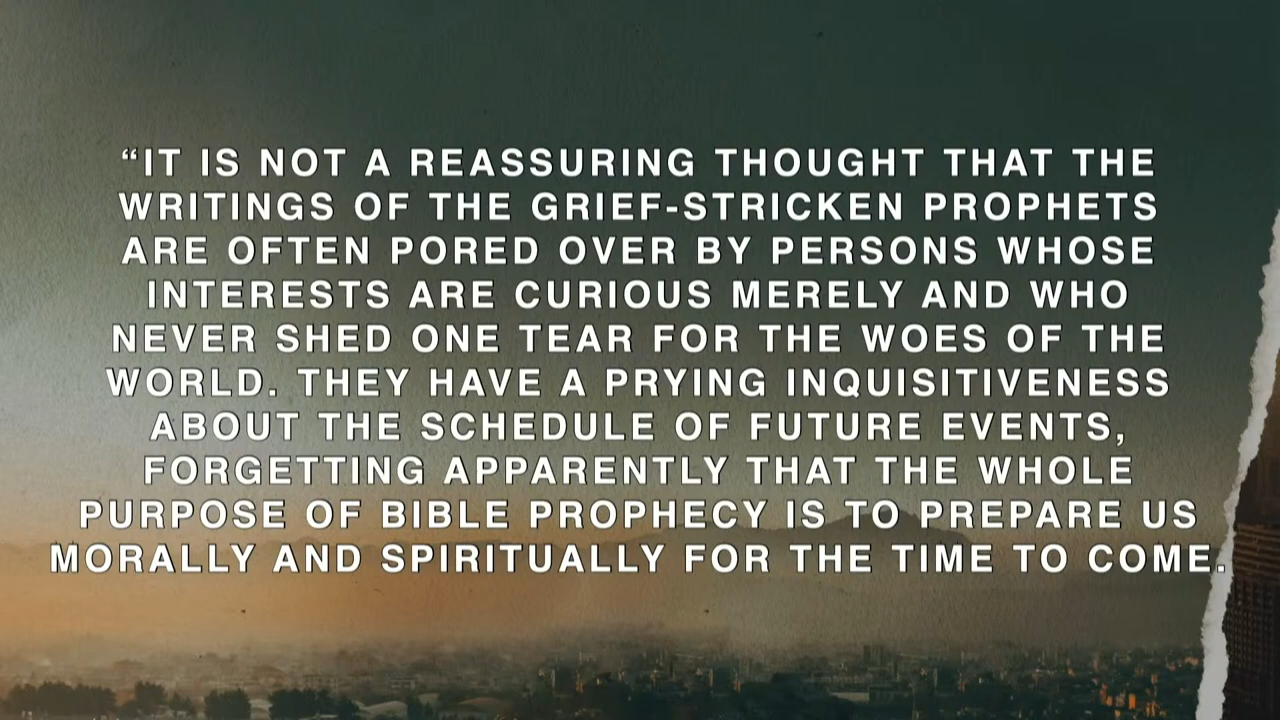 “IT IS NOT A REASSURING THOUGHT THAT THE
WRITINGS OF THE GRIEF-STRICKEN PROPHETS
ARE OFTEN PORED OVER BY PERSONS WHOSE
INTERESTS ARE CURIOUS MERELY AND WHO
NEVER SHED ONE TEAR FOR THE WOES OF THE
WORLD. THEY HAVE A PRYING INQUISITIVENESS
ABOUT THE SCHEDULE OF FUTURE EVENTS,
FORGETTING APPARENTLY THAT THE WHOLE
PURPOSE OF BIBLE PROPHECY IS TO PREPARE US
MORALLY AND SPIRITUALLY FOR THE TIME TO COME.